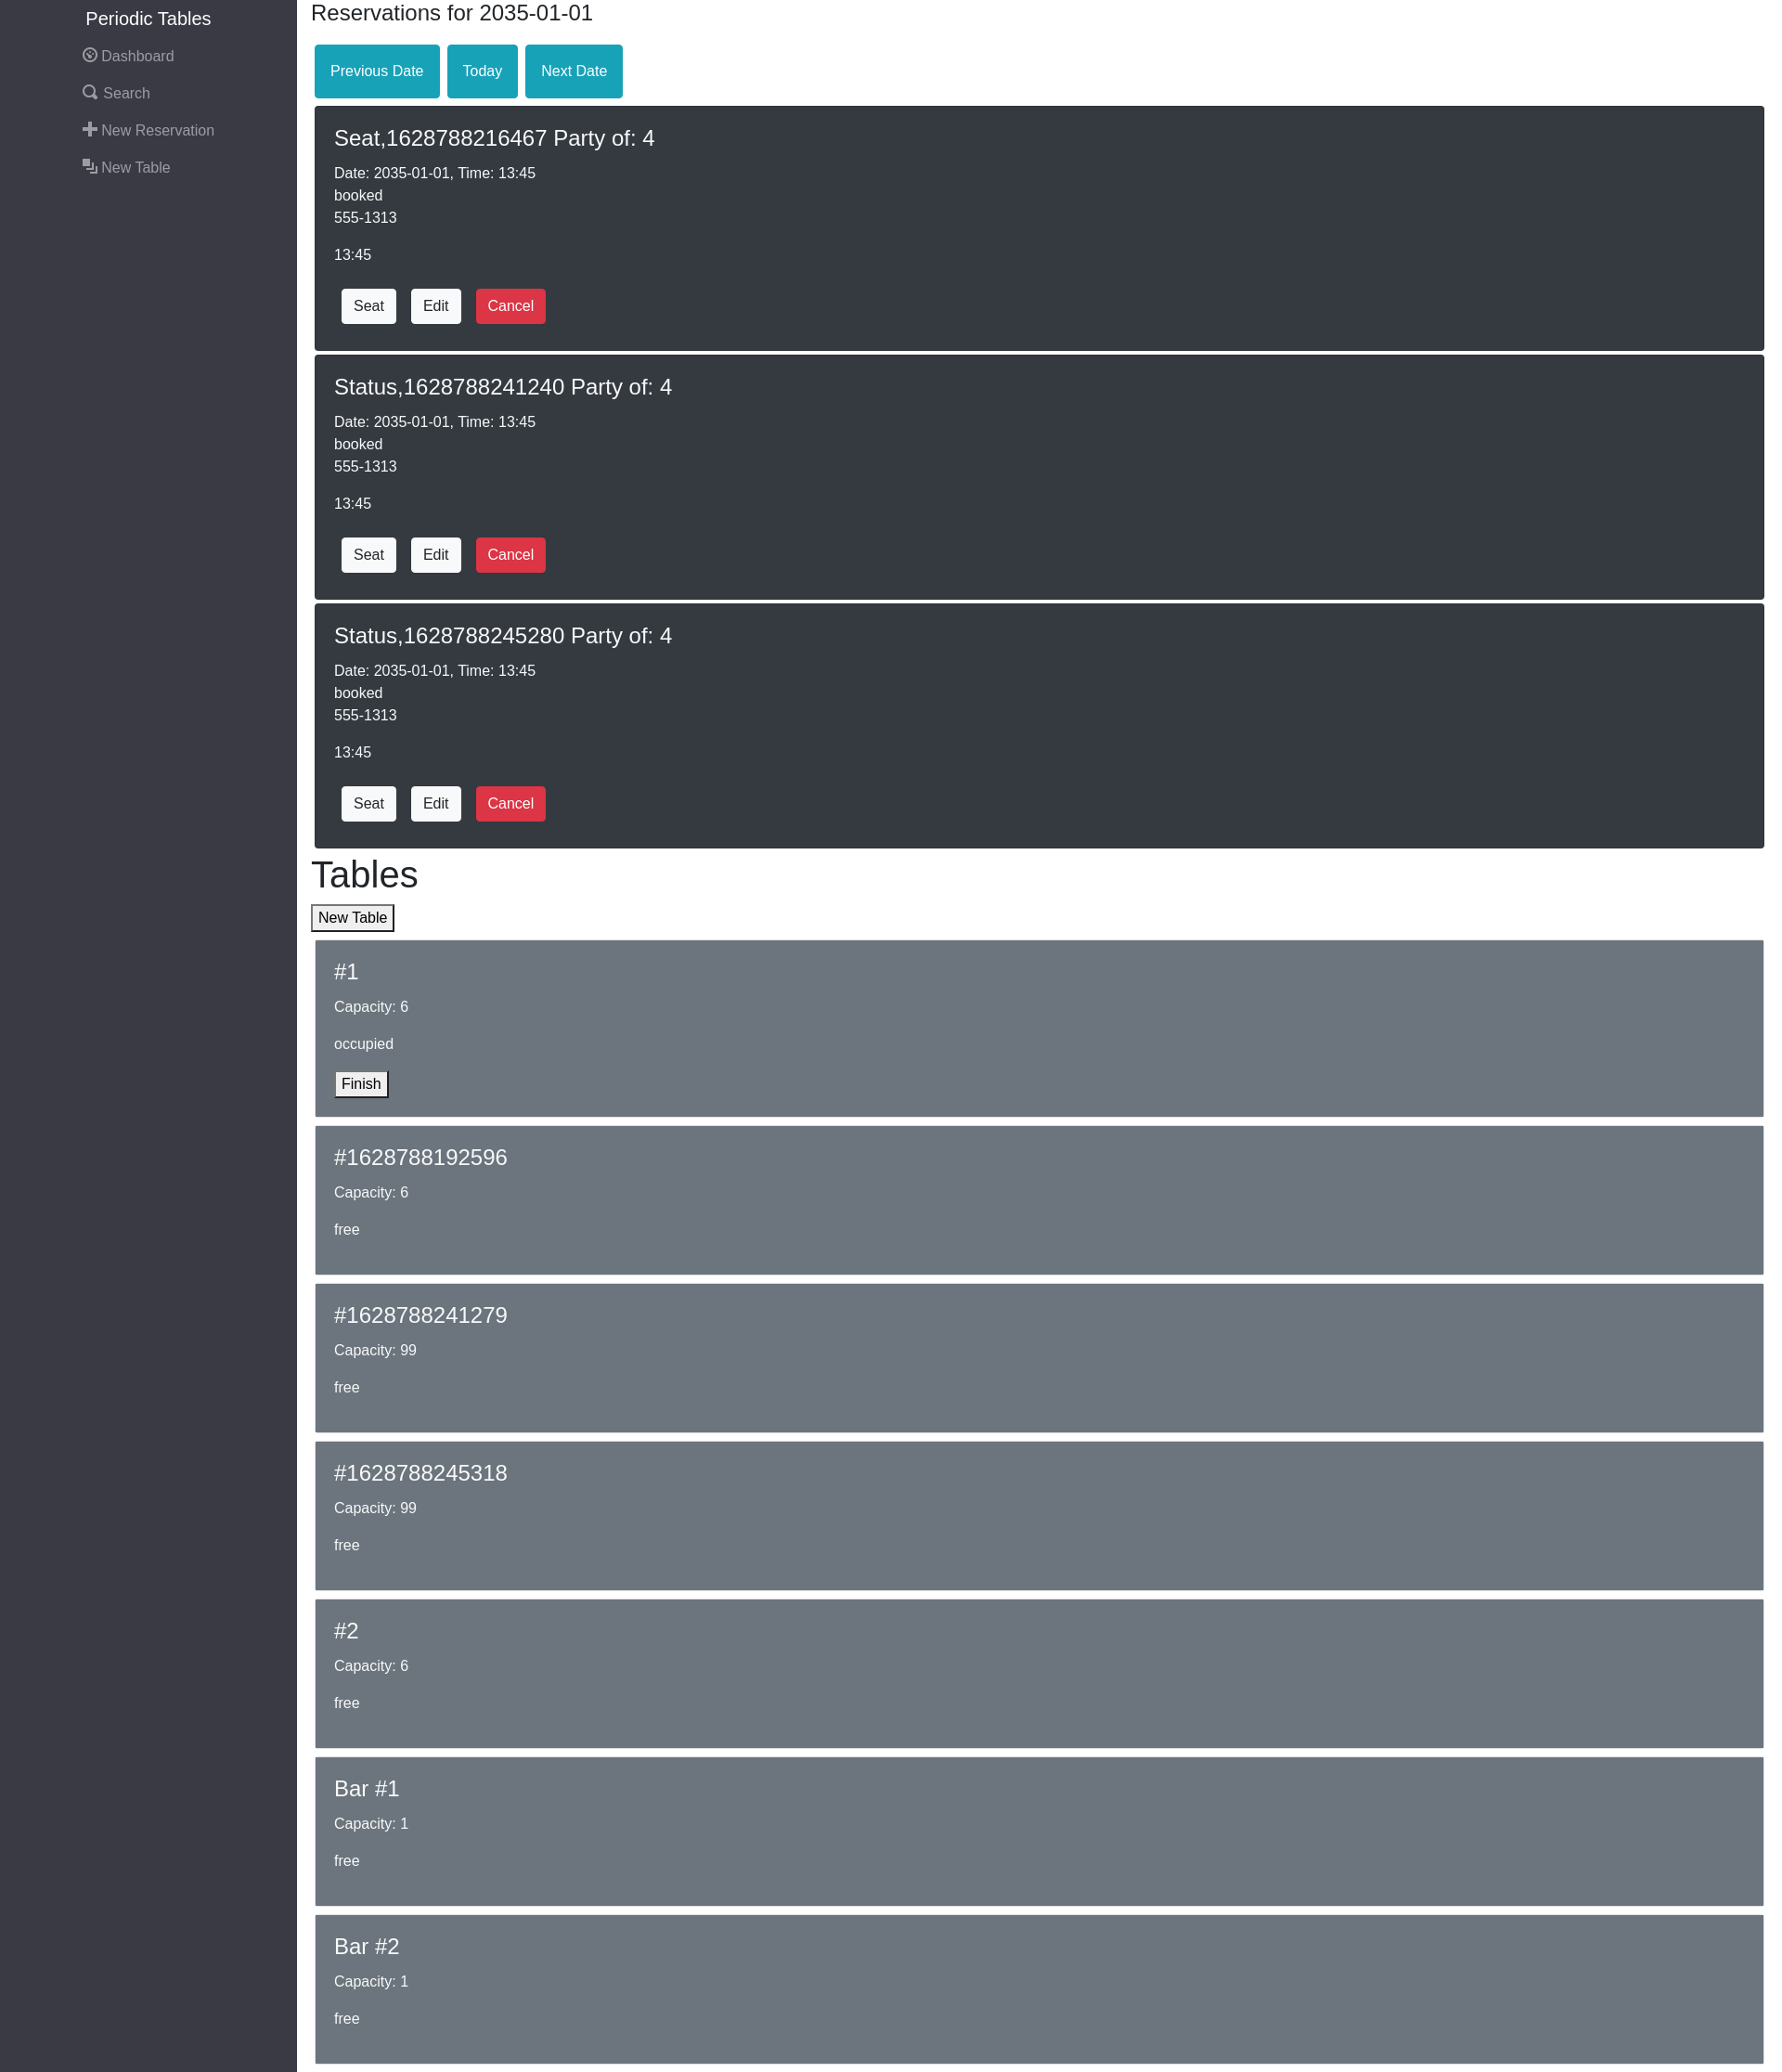 Periodic Tables
Dashboard
Search
New Reservation
New Table
Reservations for 2035-01-01
Previous Date Today Next Date
Seat,1628788216467 Party of: 4
Date: 2035-01-01, Time: 13:45
booked
555-1313
13:45
Seat Edit Cancel
Status,1628788241240 Party of: 4
Date: 2035-01-01, Time: 13:45
booked
555-1313
13:45
Seat Edit Cancel
Status,1628788245280 Party of: 4
Date: 2035-01-01, Time: 13:45
booked
555-1313
13:45
Seat Edit Cancel
Tables
New Table
#1
Capacity: 6
occupied
Finish
#1628788192596
Capacity: 6
free
#1628788241279
Capacity: 99
free
#1628788245318
Capacity: 99
free
#2
Capacity: 6
free
Bar #1
Capacity: 1
free
Bar #2
Capacity: 1
free